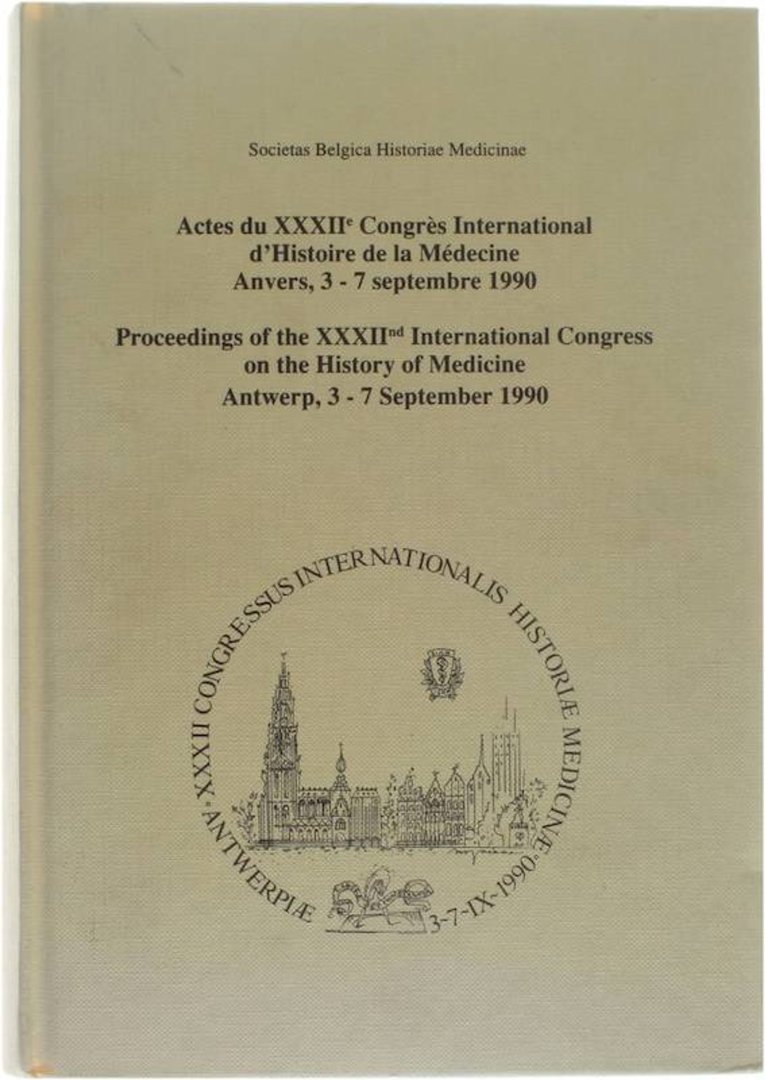 Societas Belgica Historiae Medicinae
Actes du XXXIIe Congrès International
d'Histoire de la Médecine
Anvers, 3 - 7 septembre 1990
Proceedings of the XXXIInd International Congress
on the History of Medicine
Antwerp, 3 - 7 September 1990
XXXII CONGRESSUS INTERNATIONALIS HISTORIÆ MEDICINÆ
ANTWERPIÆ 3-7-IX-1990